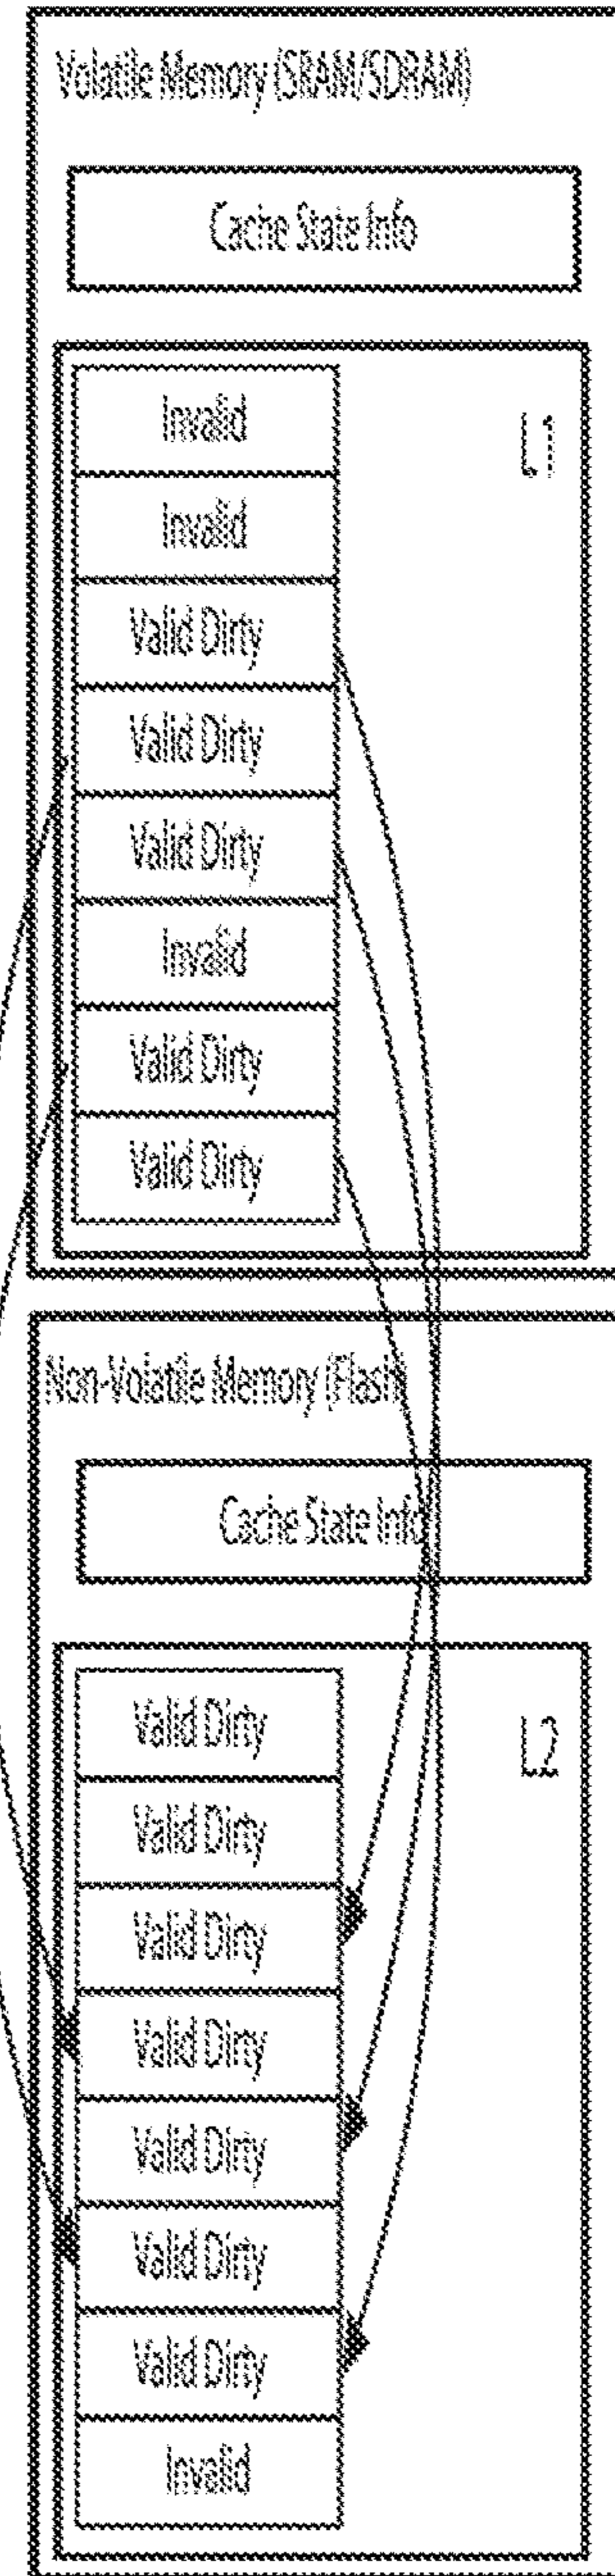 Volatile Memory (SRAM/SDRAM)
Cache State Info
L1
Invalid
Invalid
Valid Dirty
Valid Dirty
Valid Dirty
Invalid
Valid Dirty
Valid Dirty
Non-Volatile Memory (Flash)
Cache State Info
L2
Valid Dirty
Valid Dirty
Valid Dirty
Valid Dirty
Valid Dirty
Valid Dirty
Valid Dirty
Invalid